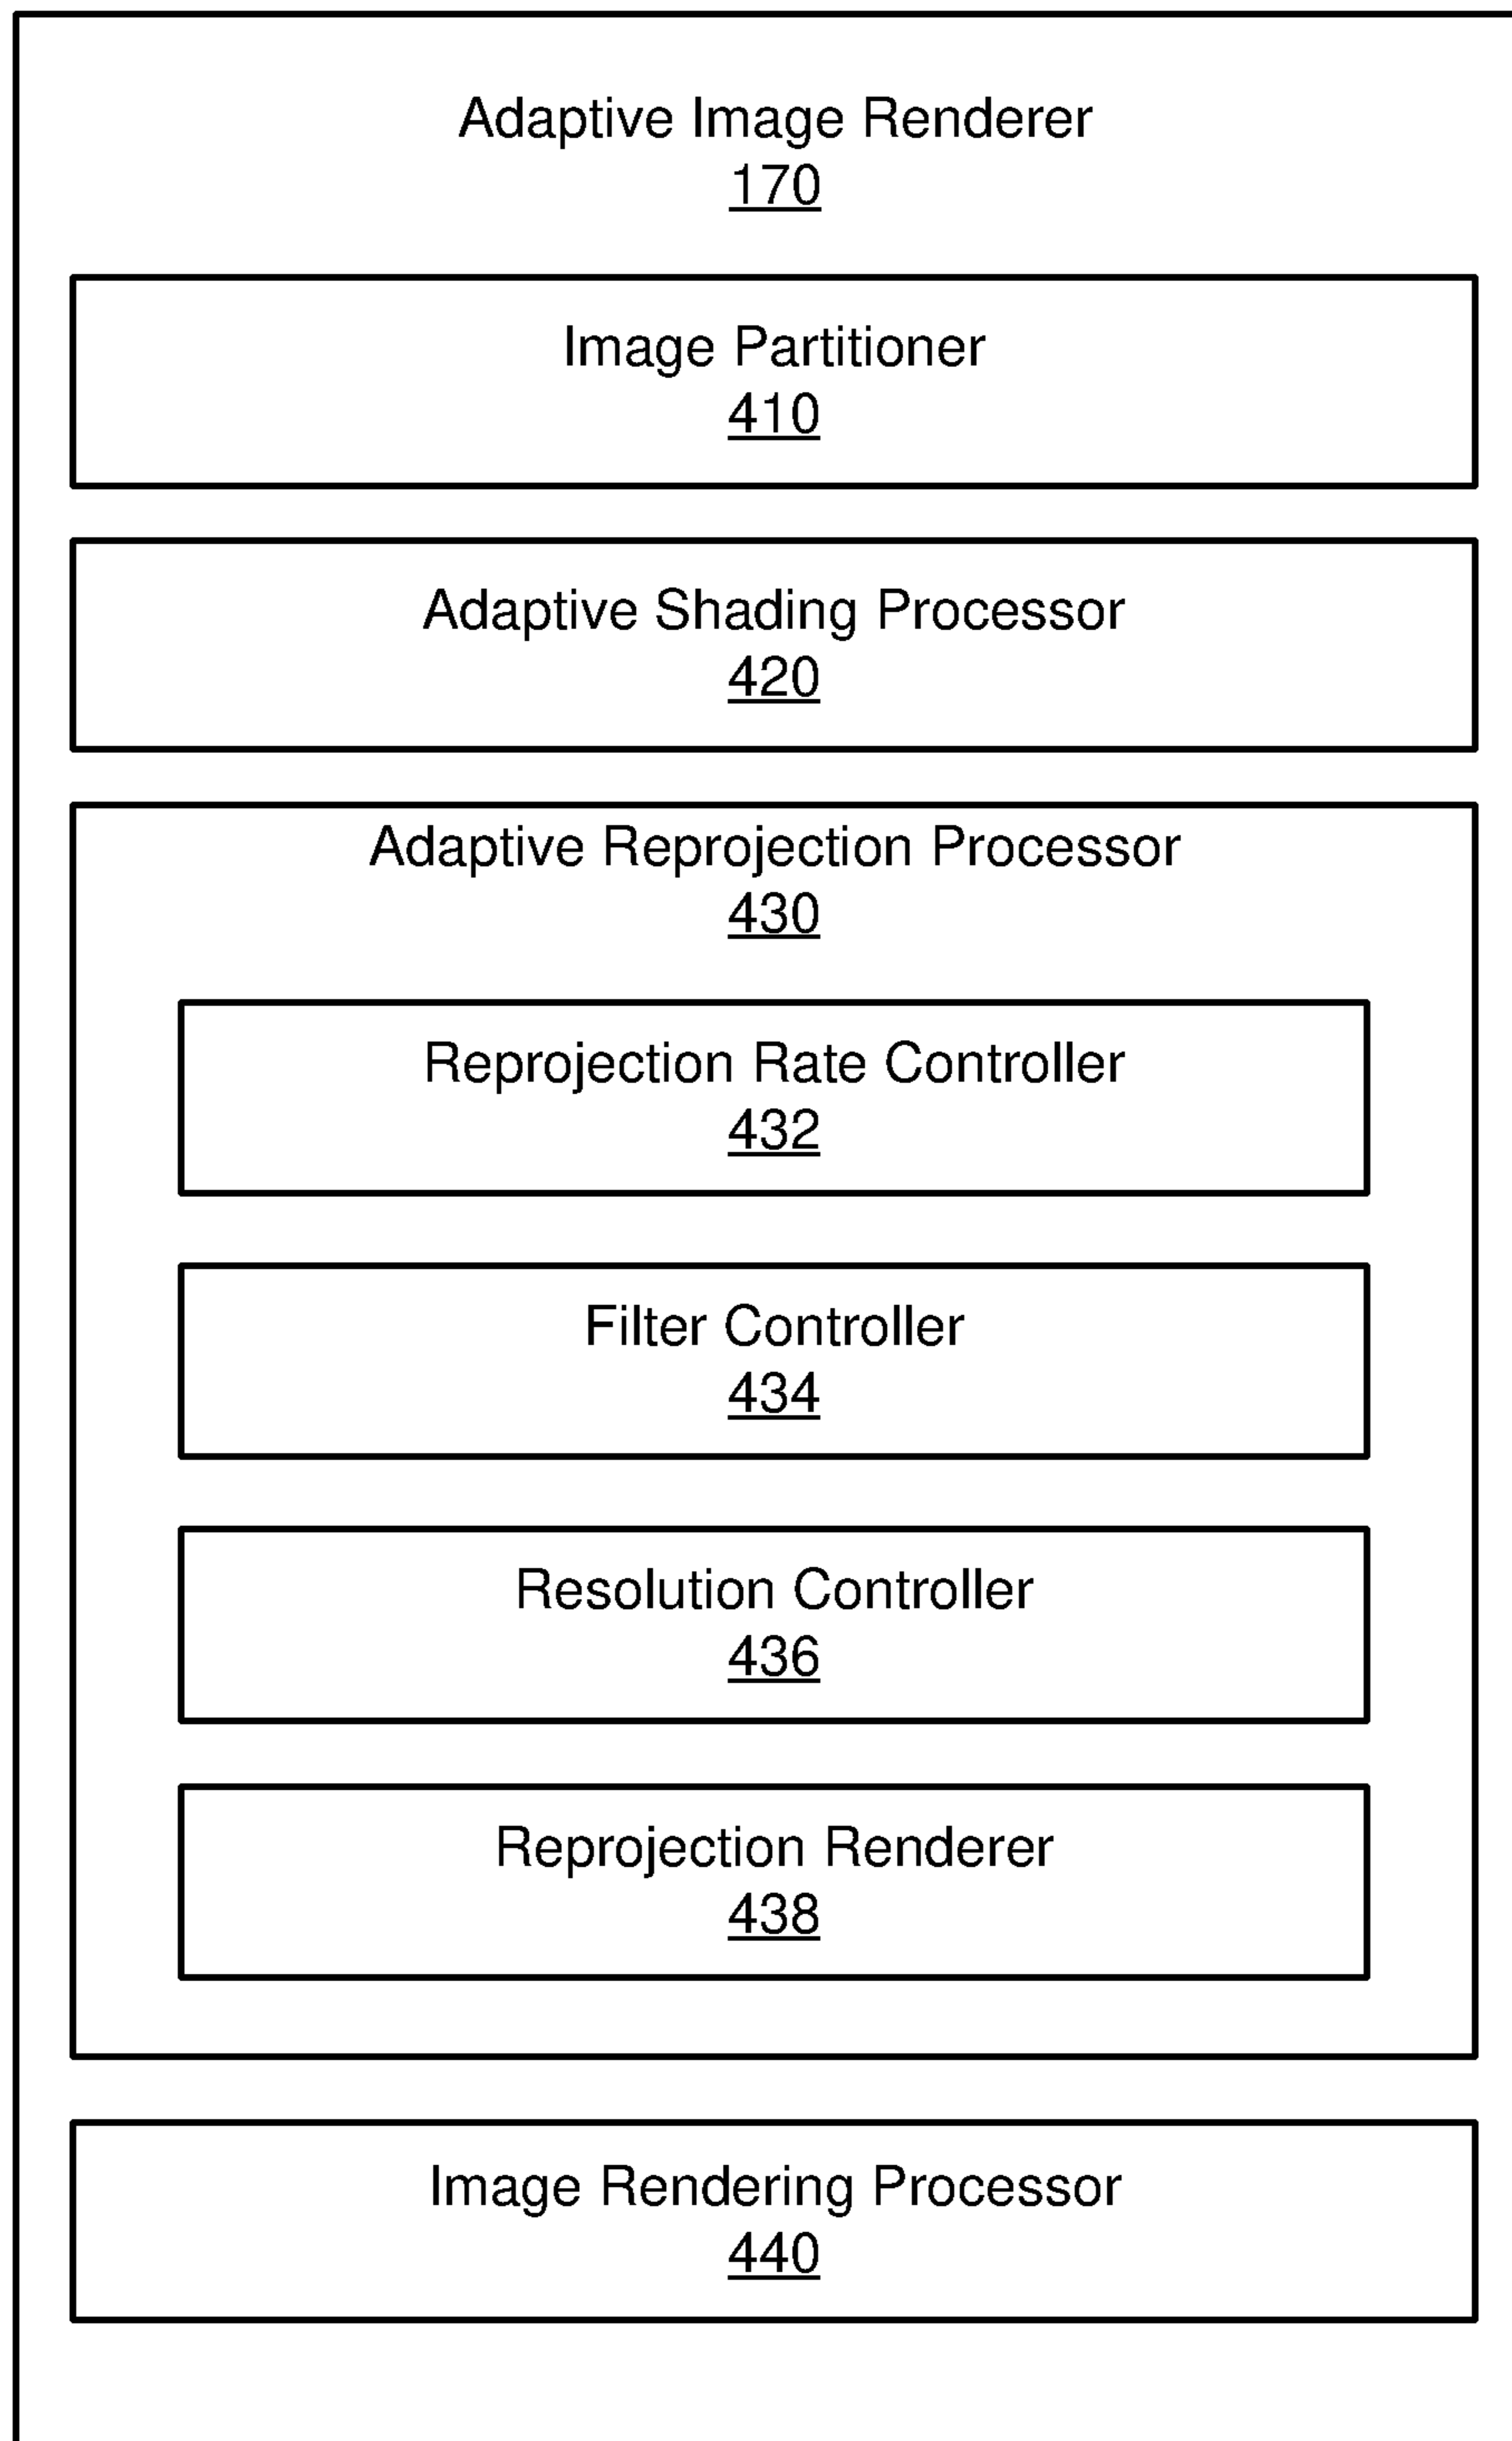 Adaptive Image Renderer
170
Image Partitioner
410
Adaptive Shading Processor
420
Adaptive Reprojection Processor
430
Reprojection Rate Controller
432
Filter Controller
434
Resolution Controller
436
Reprojection Renderer
438
Image Rendering Processor
440